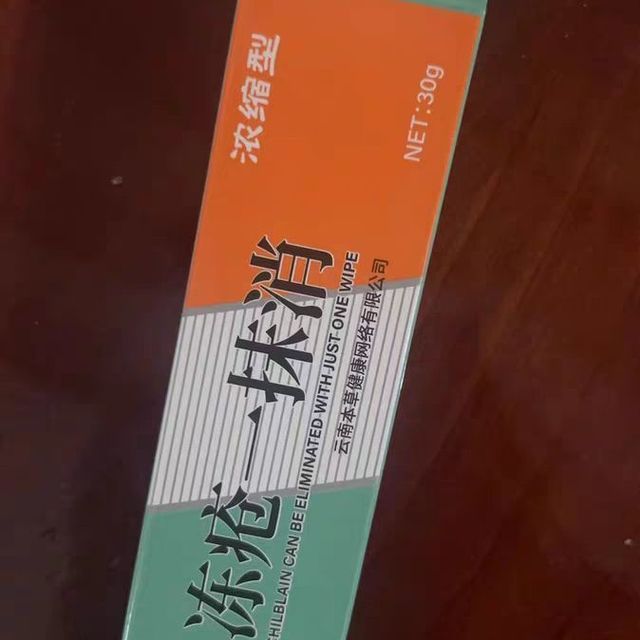 浓缩型
NET:30g
冻疮一抹消
CHILBLAIN CAN BE ELIMINATED WITH JUST ONE WIPE
云南本草健康网络有限公司